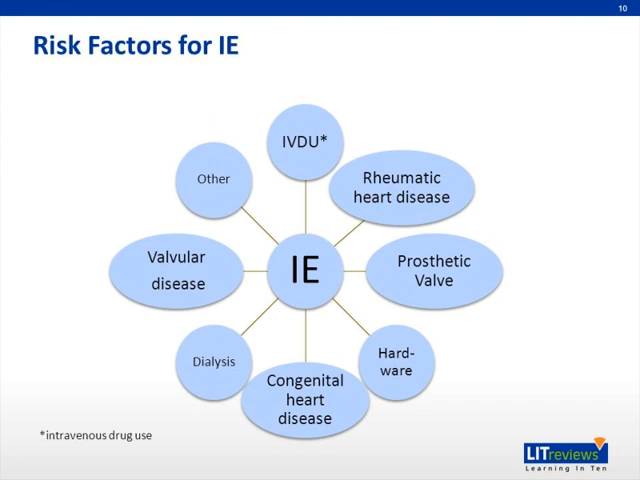 10
Risk Factors for IE
IVDU*
Rheumatic
heart disease
Prosthetic
Valve
Hard-
ware
Congenital
heart
disease
Dialysis
Valvular
disease
Other
IE
*intravenous drug use
LITreviews
Learning In Ten